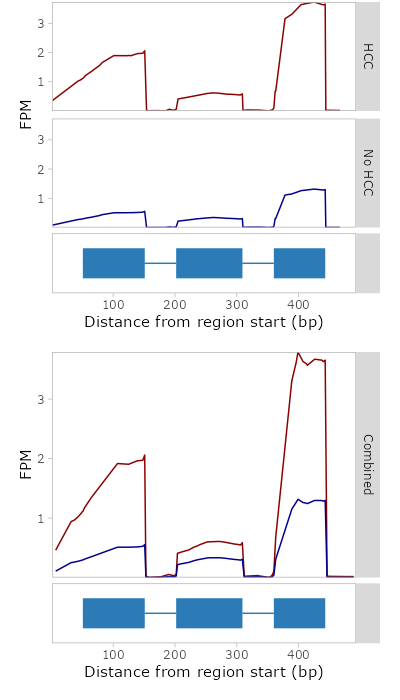 3
2
1
HCC
FPM
3
2
1
No HCC
100 200 300 400
Distance from region start (bp)
3
2
1
FPM
Combined
100 200 300 400
Distance from region start (bp)